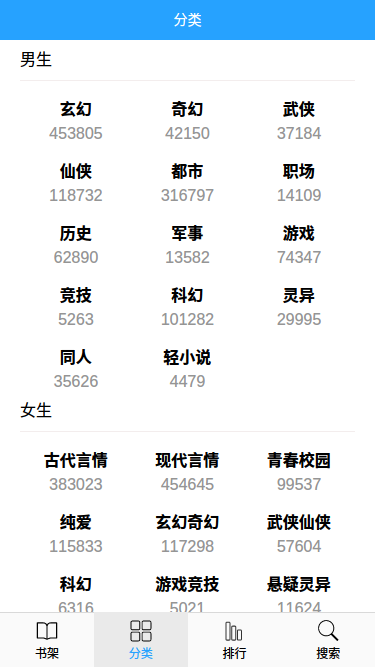 分类
男生
玄幻 奇幻 武侠
453805 42150 37184
仙侠 都市 职场
118732 316797 14109
历史 军事 游戏
62890 13582 74347
竞技 科幻 灵异
5263 101282 29995
同人 轻小说
35626 4479
女生
古代言情 现代言情 青春校园
383023 454645 99537
纯爱 玄幻奇幻 武侠仙侠
115833 117298 57604
科幻 游戏竞技 悬疑灵异
6316 5021 11624
书架 分类 排行 搜索